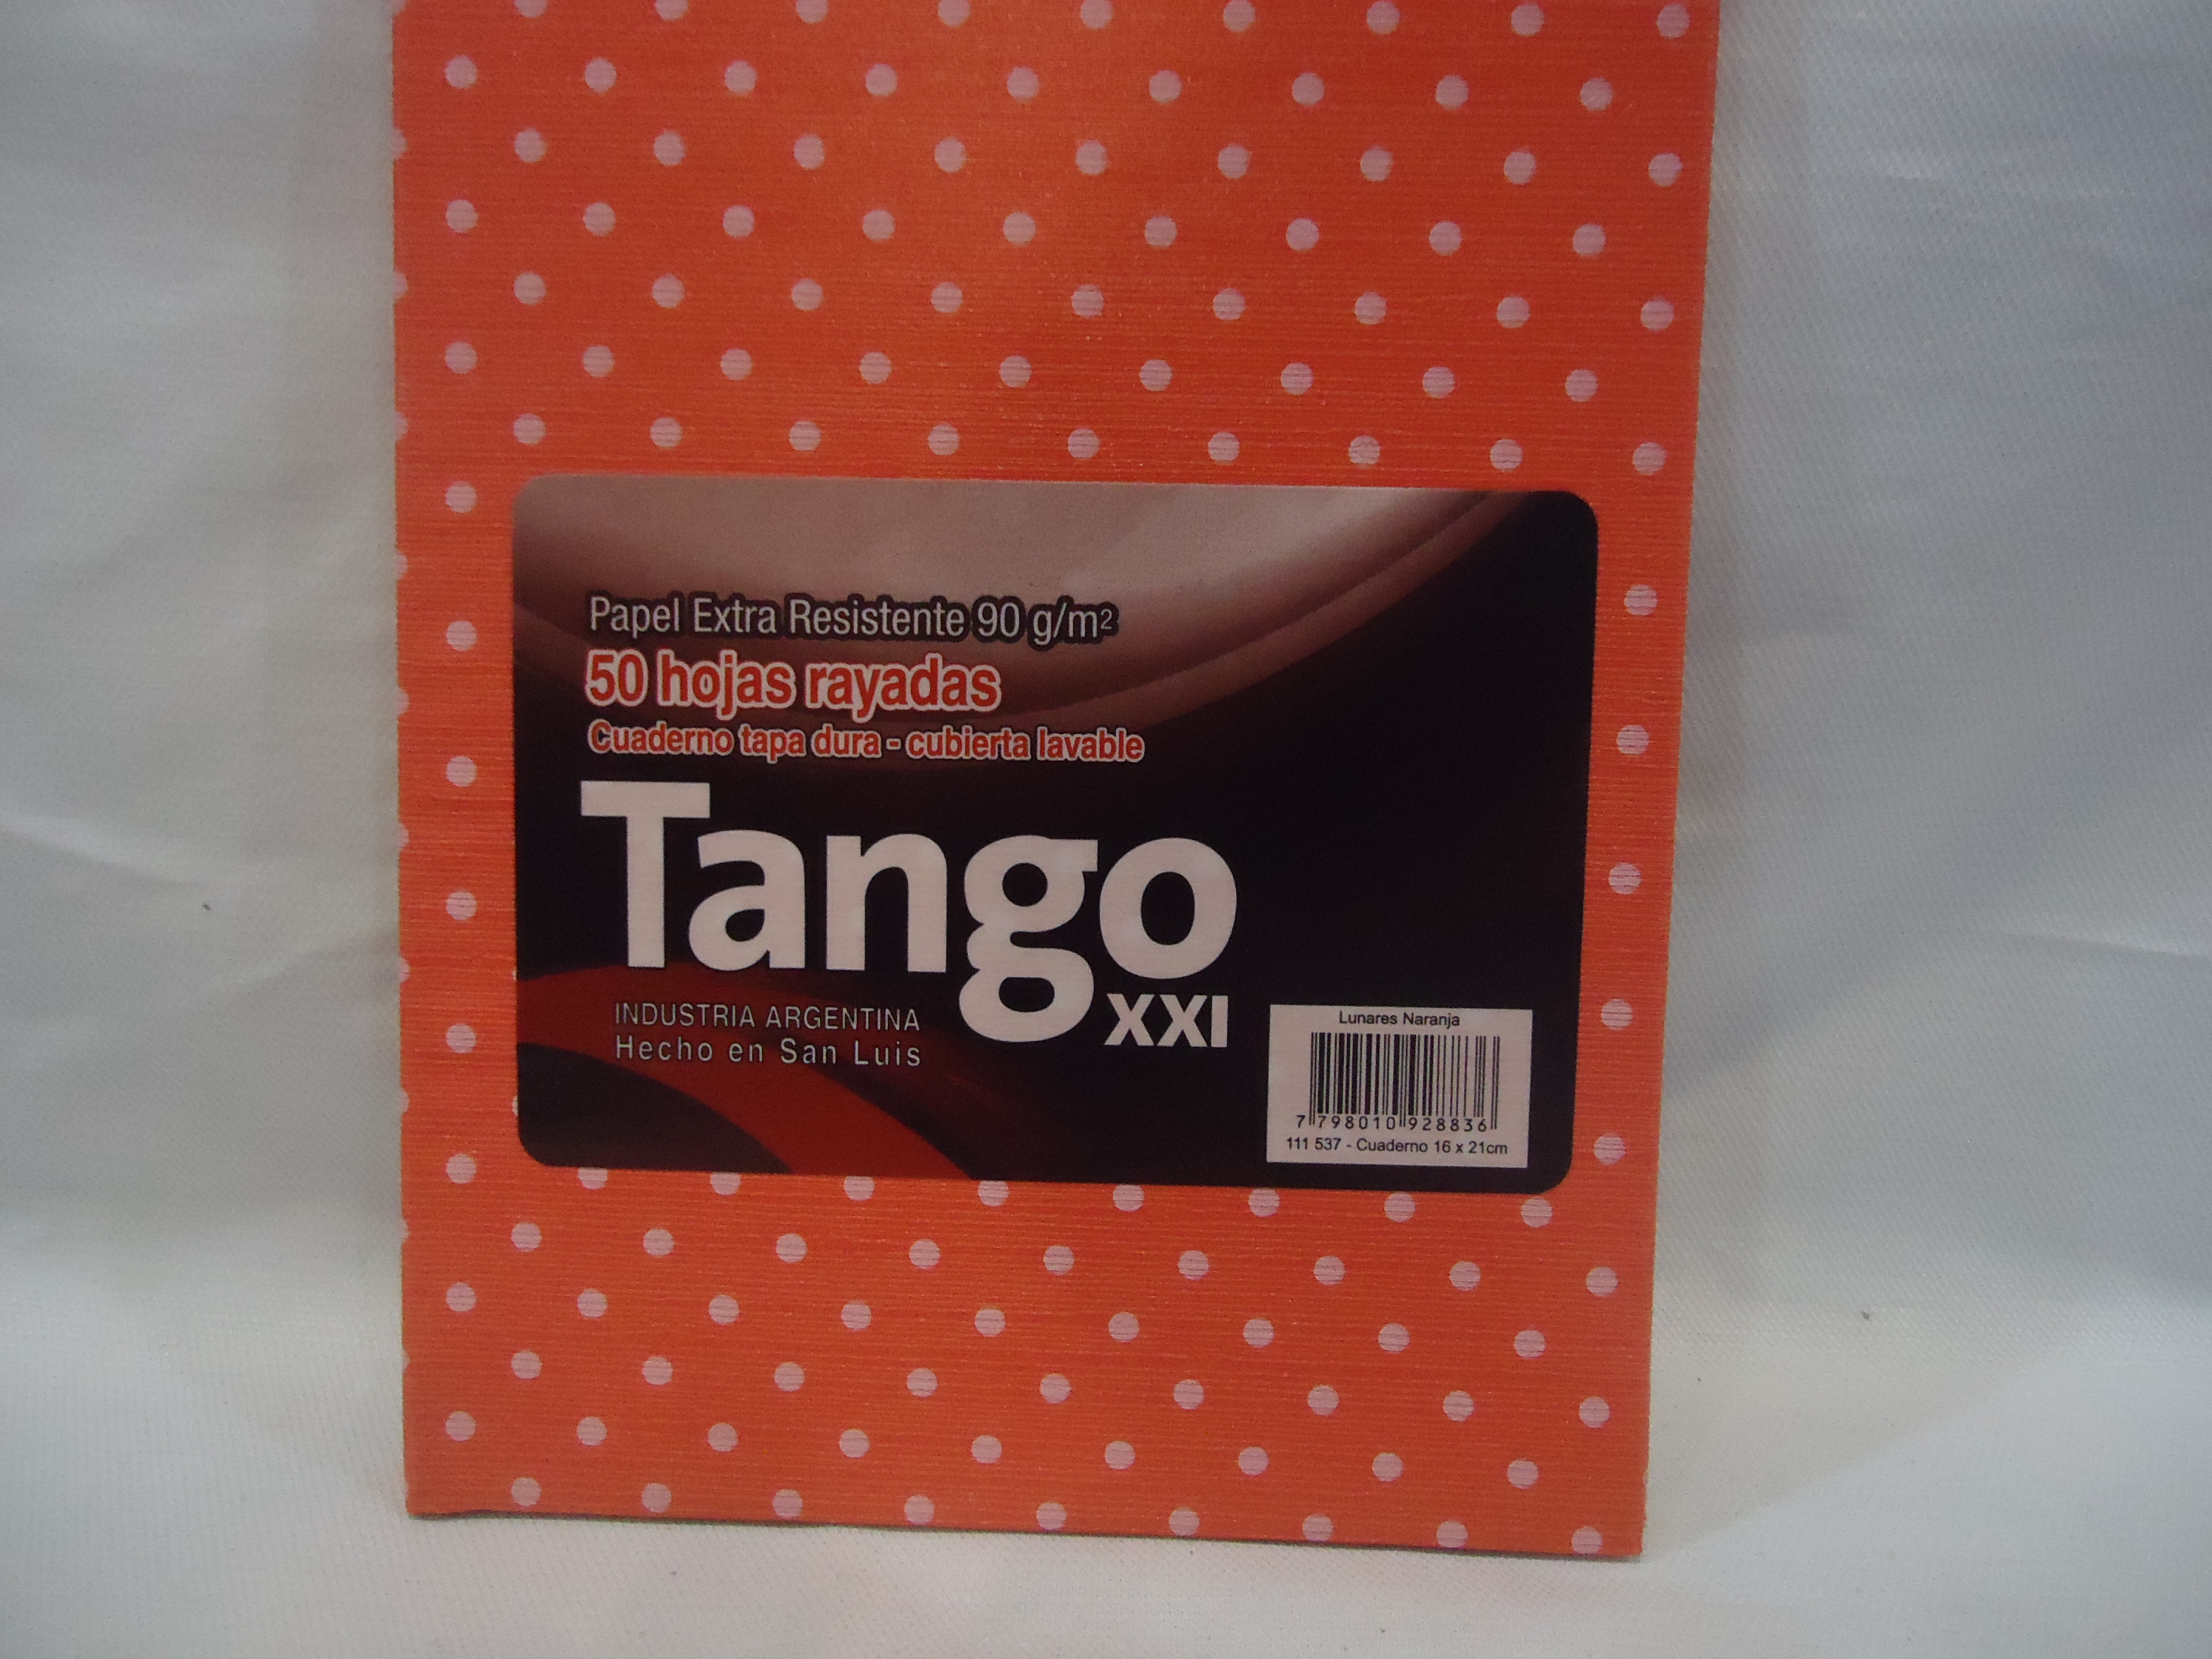 Papel Extra Resistente 90 g/m²
50 hojas rayadas
Cuaderno tapa dura - cubierta lavable
Tango
XXI
INDUSTRIA ARGENTINA
Hecho en San Luis
Lunares Naranja
7 798010 928836
111 537 - Cuaderno 16 x 21cm